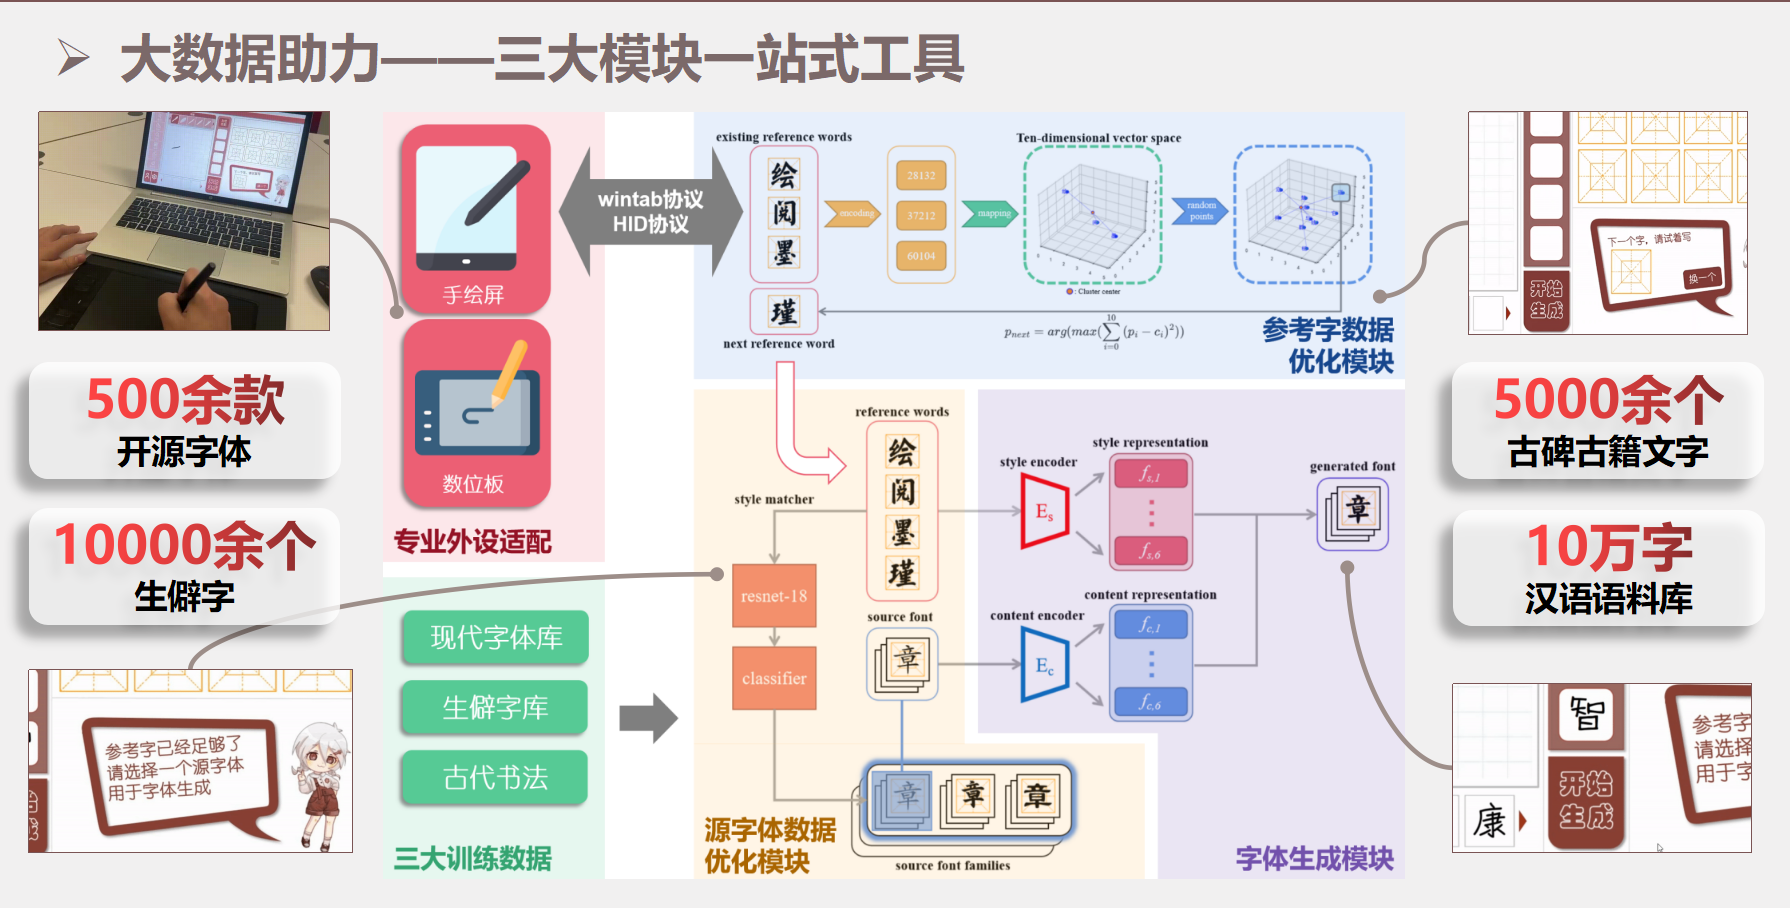 大数据助力——三大模块一站式工具
500余款
开源字体
10000余个
生僻字
参考字已经足够了
请选择一个源字体
用于字体生成
手绘屏
数位板
专业外设适配
wintab协议
HID协议
现代字体库
生僻字库
古代书法
三大训练数据
existing reference words
绘
阅
墨
瑾
next reference word
encoding
28132
37212
60104
mapping
Ten-dimensional vector space
random
points
: Cluster center
p_next = arg(max(∑_{i=0}^{10}(p_i − c_i)^2))
参考字数据
优化模块
reference words
绘
阅
墨
瑾
style matcher
resnet-18
classifier
source font
章
章
章
章
source font families
源字体数据
优化模块
style encoder
E_s
style representation
f_{s,1}
f_{s,6}
content encoder
E_c
content representation
f_{c,1}
f_{c,6}
generated font
章
字体生成模块
下一个字，请试着写
换一个
开始
生成
5000余个
古碑古籍文字
10万字
汉语语料库
智
康
开始
生成
参考字
请选择
用于字